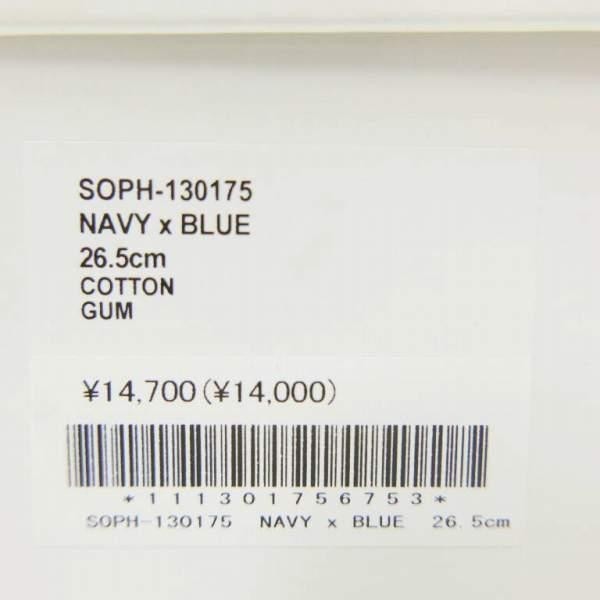 SOPH-130175
NAVY x BLUE
26.5cm
COTTON
GUM
¥14,700(¥14,000)
*111301756753*
SOPH-130175 NAVY x BLUE 26.5cm